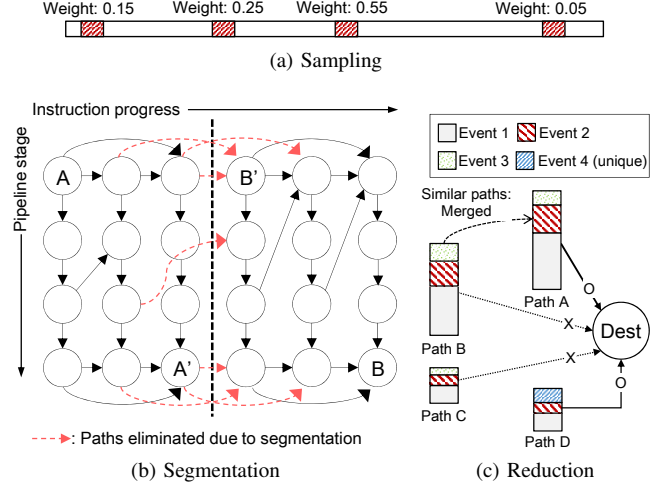 Weight: 0.15 Weight: 0.25 Weight: 0.55 Weight: 0.05
(a) Sampling
Instruction progress
Pipeline stage
A
B'
A'
B
: Paths eliminated due to segmentation
(b) Segmentation
Event 1 Event 2
Event 3 Event 4 (unique)
Similar paths:
Merged
Path A
O
Path B
X
Dest
X
Path C
O
Path D
(c) Reduction